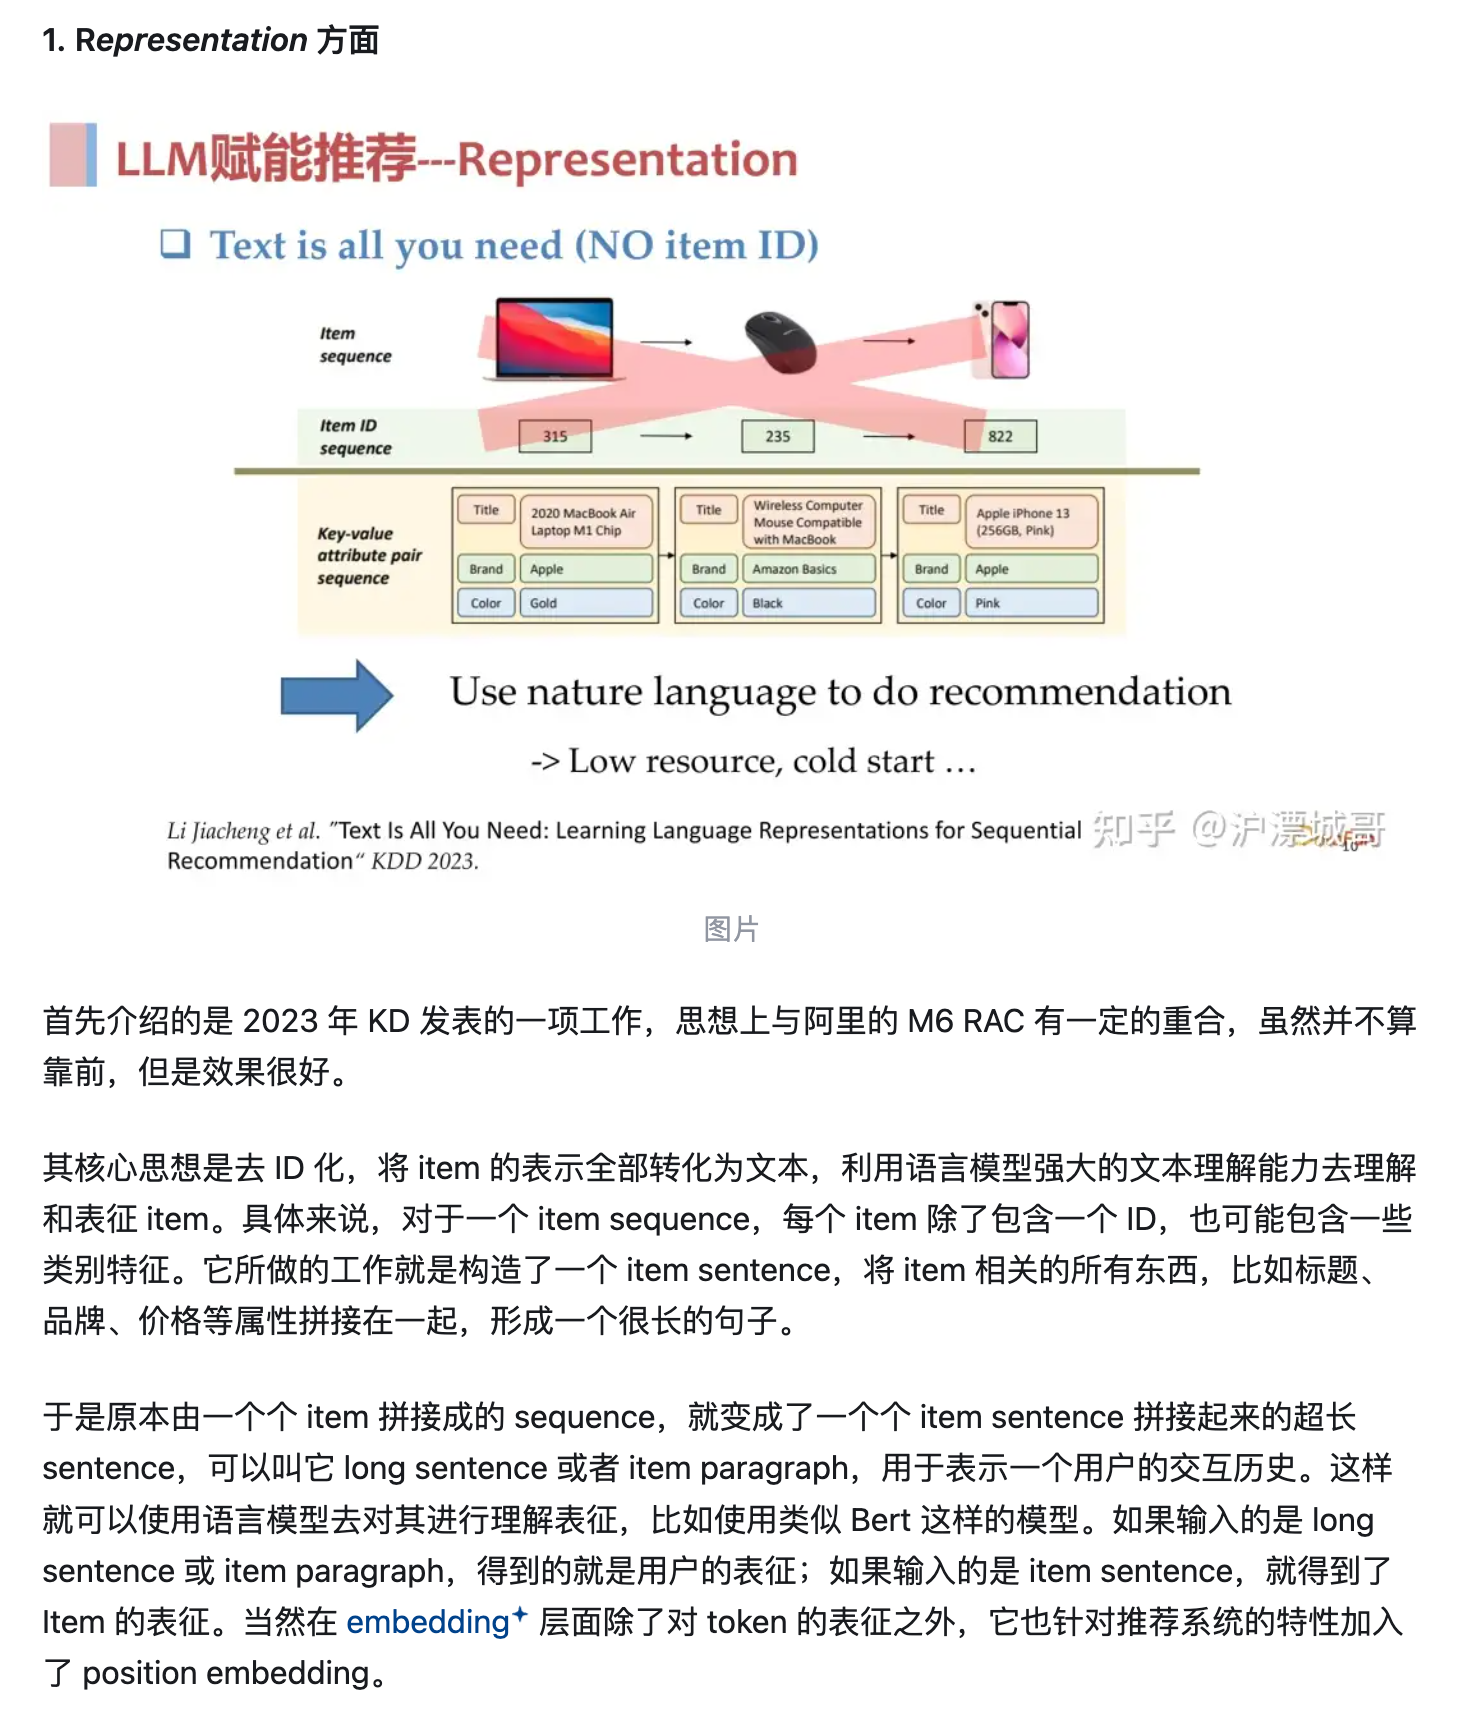 1. Representation 方面
LLM赋能推荐---Representation
Text is all you need (NO item ID)
Item
sequence
Item ID
sequence
315
235
822
Key-value
attribute pair
sequence
Title
2020 MacBook Air
Laptop M1 Chip
Brand
Apple
Color
Gold
Title
Wireless Computer
Mouse Compatible
with MacBook
Brand
Amazon Basics
Color
Black
Title
Apple iPhone 13
(256GB, Pink)
Brand
Apple
Color
Pink
Use nature language to do recommendation
-> Low resource, cold start …
Li Jiacheng et al. "Text Is All You Need: Learning Language Representations for Sequential
Recommendation" KDD 2023.
知乎 @沪漂城哥
10
图片
首先介绍的是 2023 年 KD 发表的一项工作，思想上与阿里的 M6 RAC 有一定的重合，虽然并不算
靠前，但是效果很好。
其核心思想是去 ID 化，将 item 的表示全部转化为文本，利用语言模型强大的文本理解能力去理解
和表征 item。具体来说，对于一个 item sequence，每个 item 除了包含一个 ID，也可能包含一些
类别特征。它所做的工作就是构造了一个 item sentence，将 item 相关的所有东西，比如标题、
品牌、价格等属性拼接在一起，形成一个很长的句子。
于是原本由一个个 item 拼接成的 sequence，就变成了一个个 item sentence 拼接起来的超长
sentence，可以叫它 long sentence 或者 item paragraph，用于表示一个用户的交互历史。这样
就可以使用语言模型去对其进行理解表征，比如使用类似 Bert 这样的模型。如果输入的是 long
sentence 或 item paragraph，得到的就是用户的表征；如果输入的是 item sentence，就得到了
Item 的表征。当然在 embedding 层面除了对 token 的表征之外，它也针对推荐系统的特性加入
了 position embedding。